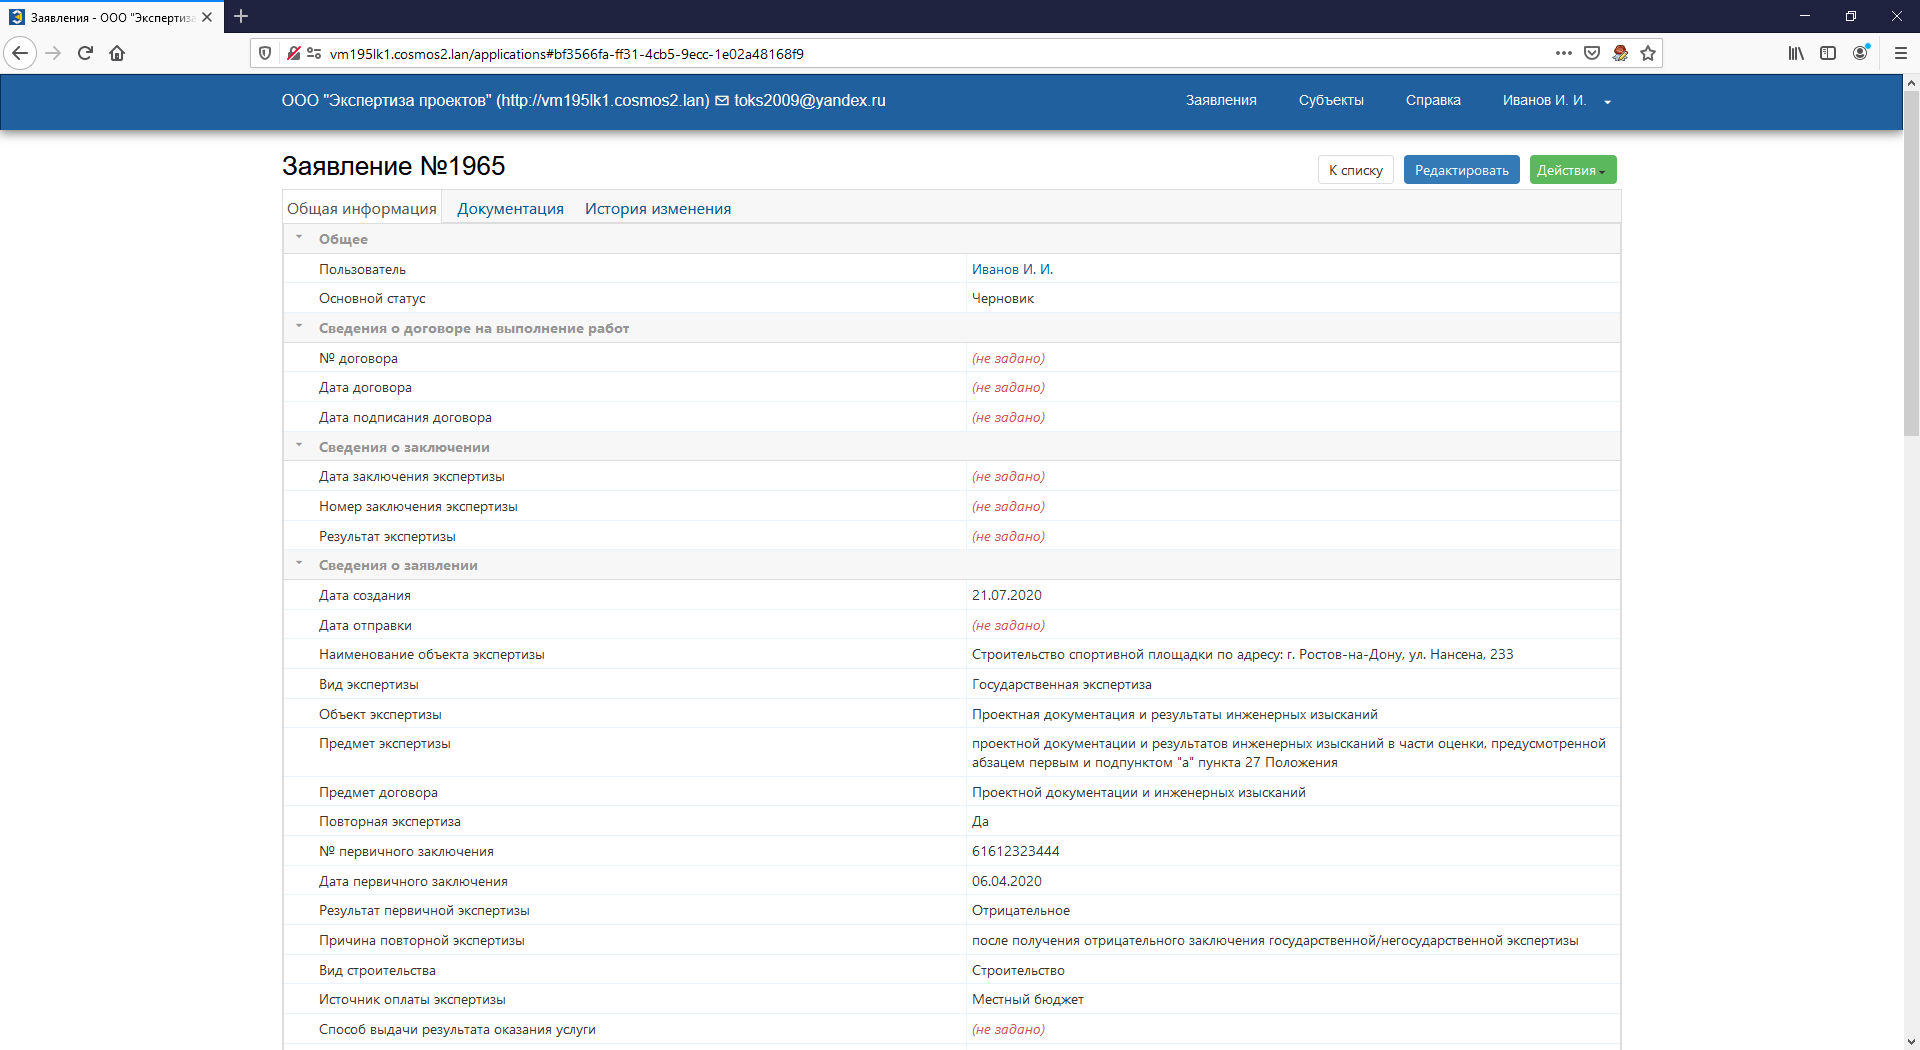 Заявления - ООО "Экспертиза
vm195lk1.cosmos2.lan/applications#bf3566fa-ff31-4cb5-9ecc-1e02a48168f9
ООО "Экспертиза проектов" (http://vm195lk1.cosmos2.lan) toks2009@yandex.ru
Заявления Субъекты Справка Иванов И. И.
Заявление №1965
К списку Редактировать Действия
Общая информация Документация История изменения
Общее
Пользователь Иванов И. И.
Основной статус Черновик
Сведения о договоре на выполнение работ
№ договора (не задано)
Дата договора (не задано)
Дата подписания договора (не задано)
Сведения о заключении
Дата заключения экспертизы (не задано)
Номер заключения экспертизы (не задано)
Результат экспертизы (не задано)
Сведения о заявлении
Дата создания 21.07.2020
Дата отправки (не задано)
Наименование объекта экспертизы Строительство спортивной площадки по адресу: г. Ростов-на-Дону, ул. Нансена, 233
Вид экспертизы Государственная экспертиза
Объект экспертизы Проектная документация и результаты инженерных изысканий
Предмет экспертизы проектной документации и результатов инженерных изысканий в части оценки, предусмотренной
абзацем первым и подпунктом "а" пункта 27 Положения
Предмет договора Проектной документации и инженерных изысканий
Повторная экспертиза Да
№ первичного заключения 61612323444
Дата первичного заключения 06.04.2020
Результат первичной экспертизы Отрицательное
Причина повторной экспертизы после получения отрицательного заключения государственной/негосударственной экспертизы
Вид строительства Строительство
Источник оплаты экспертизы Местный бюджет
Способ выдачи результата оказания услуги (не задано)